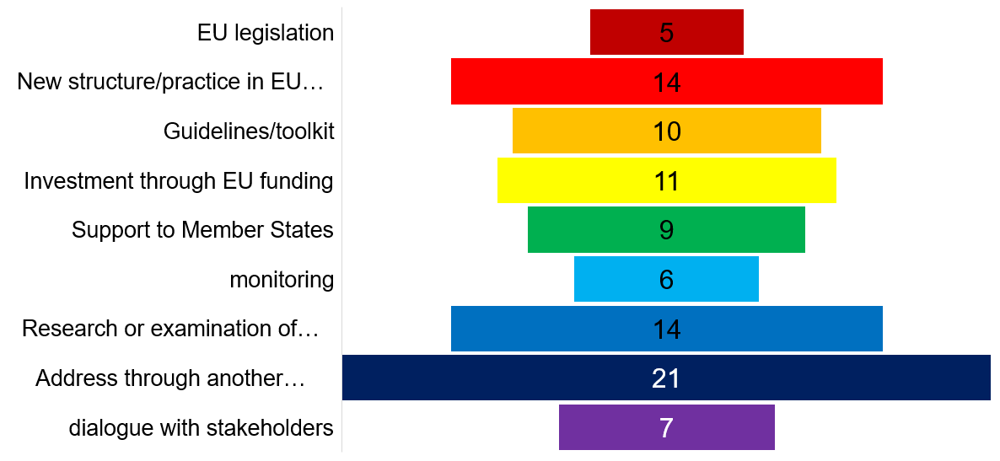 EU legislation 5
New structure/practice in EU… 14
Guidelines/toolkit 10
Investment through EU funding 11
Support to Member States 9
monitoring 6
Research or examination of… 14
Address through another… 21
dialogue with stakeholders 7